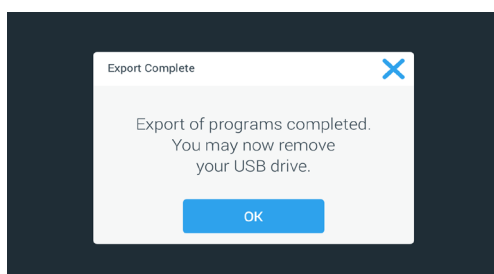 Export Complete
Export of programs completed.
You may now remove
your USB drive.
OK